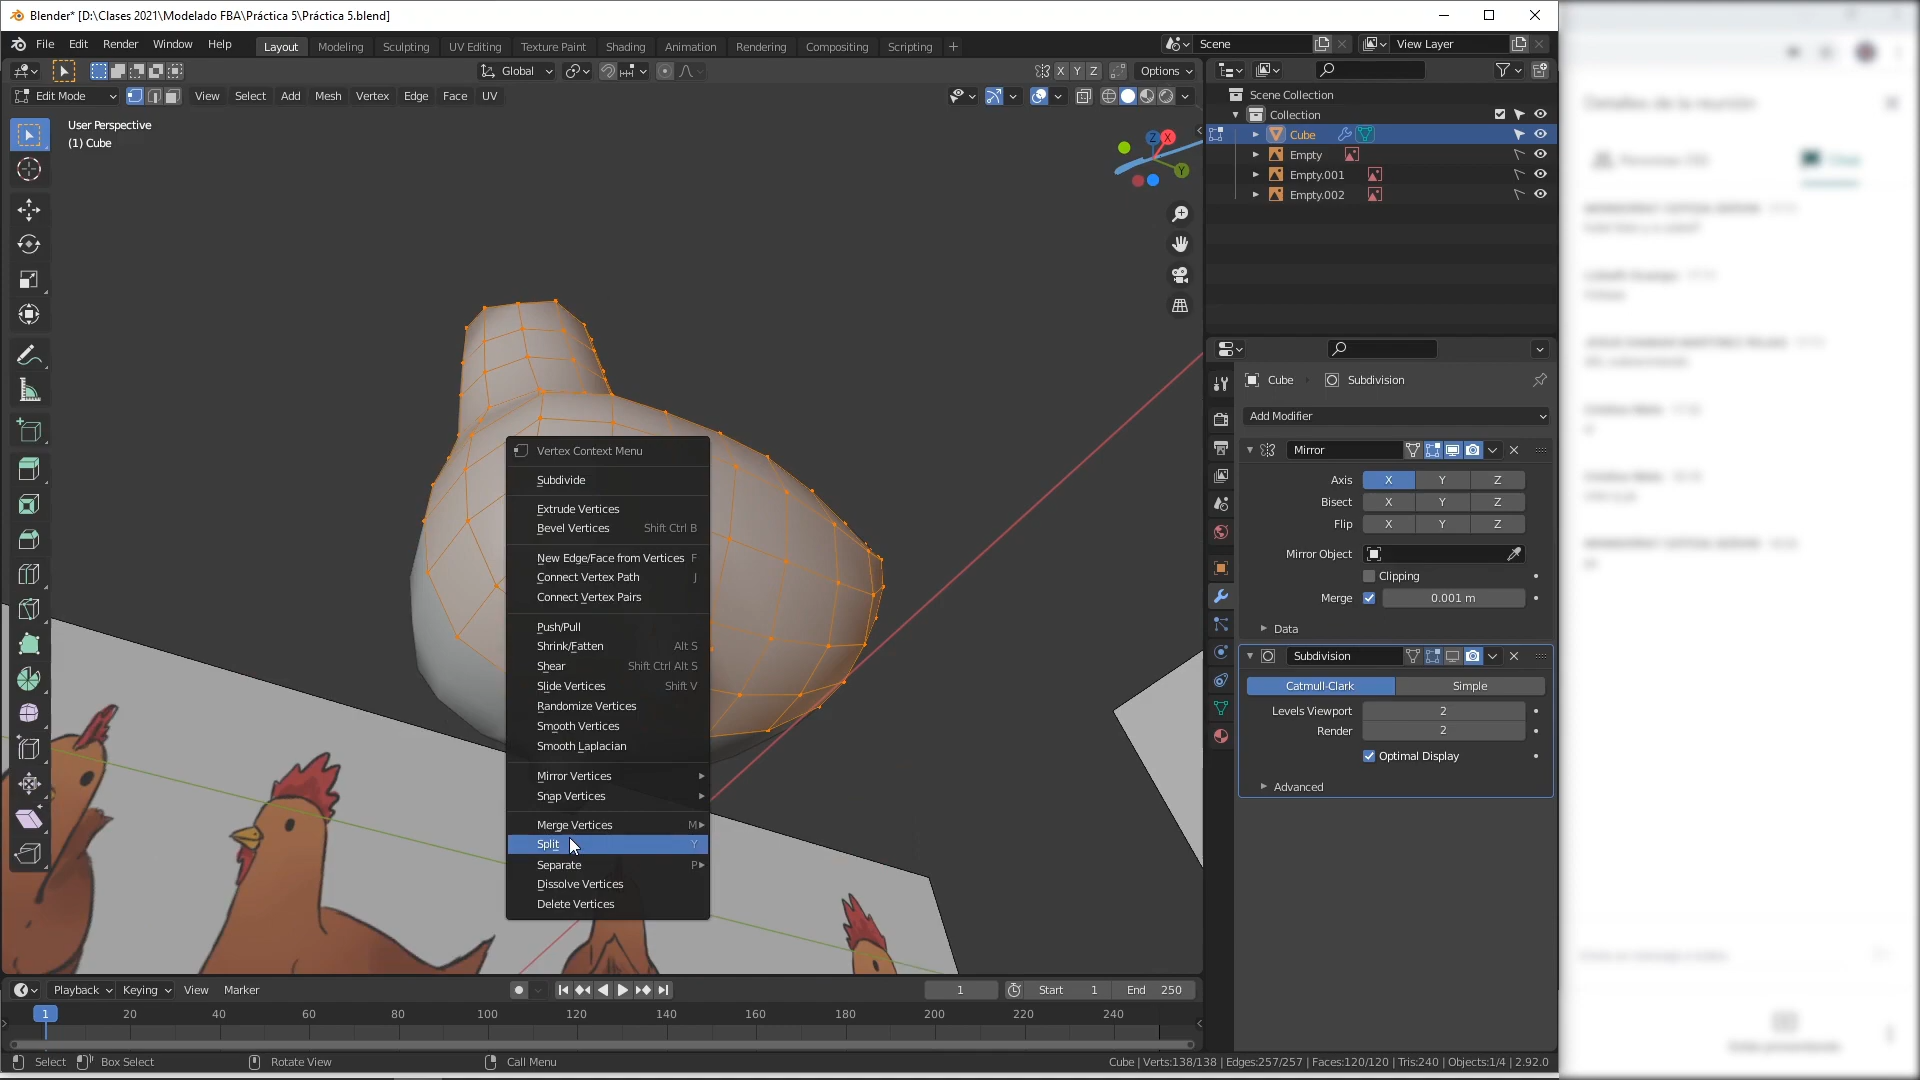 Blender* [D:\Clases 2021\Modelado FBA\Práctica 5\Práctica 5.blend]
File Edit Render Window Help Layout Modeling Sculpting UV Editing Texture Paint Shading Animation Rendering Compositing Scripting + Scene View Layer
Global X Y Z Options
Edit Mode View Select Add Mesh Vertex Edge Face UV
User Perspective
(1) Cube
Z X
Y
Scene Collection
Collection
Cube
Empty
Empty.001
Empty.002
Cube Subdivision
Add Modifier
Mirror
Axis X Y Z
Bisect X Y Z
Flip X Y Z
Mirror Object
Clipping
Merge 0.001 m
Data
Subdivision
Catmull-Clark Simple
Levels Viewport 2
Render 2
Optimal Display
Advanced
Vertex Context Menu
Subdivide
Extrude Vertices
Bevel Vertices Shift Ctrl B
New Edge/Face from Vertices F
Connect Vertex Path J
Connect Vertex Pairs
Push/Pull
Shrink/Fatten Alt S
Shear Shift Ctrl Alt S
Slide Vertices Shift V
Randomize Vertices
Smooth Vertices
Smooth Laplacian
Mirror Vertices
Snap Vertices
Merge Vertices M
Split Y
Separate P
Dissolve Vertices
Delete Vertices
Playback Keying View Marker 1 Start 1 End 250
1 20 40 60 80 100 120 140 160 180 200 220 240
Select Box Select Rotate View Call Menu Cube | Verts:138/138 | Edges:257/257 | Faces:120/120 | Tris:240 | Objects:1/4 | 2.92.0